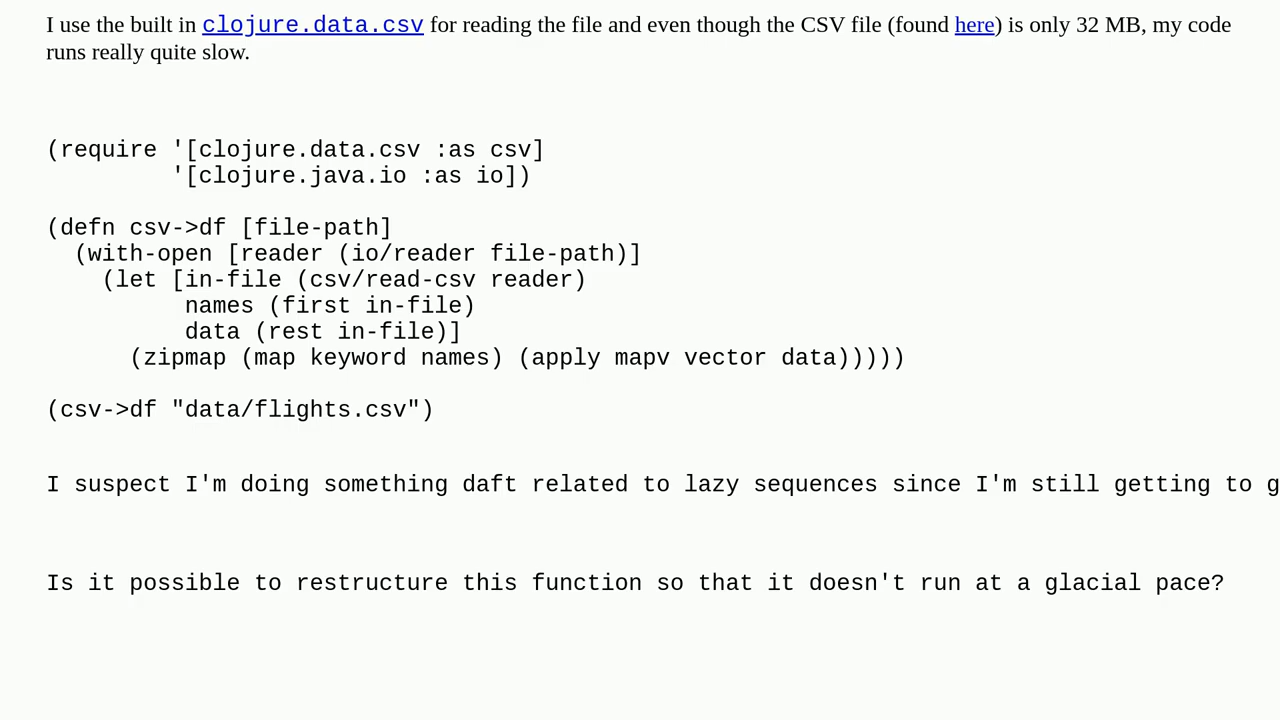 I use the built in clojure.data.csv for reading the file and even though the CSV file (found here) is only 32 MB, my code
runs really quite slow.
(require '[clojure.data.csv :as csv]
         '[clojure.java.io :as io])
(defn csv->df [file-path]
  (with-open [reader (io/reader file-path)]
    (let [in-file (csv/read-csv reader)
          names (first in-file)
          data (rest in-file)]
      (zipmap (map keyword names) (apply mapv vector data)))))
(csv->df "data/flights.csv")
I suspect I'm doing something daft related to lazy sequences since I'm still getting to
Is it possible to restructure this function so that it doesn't run at a glacial pace?